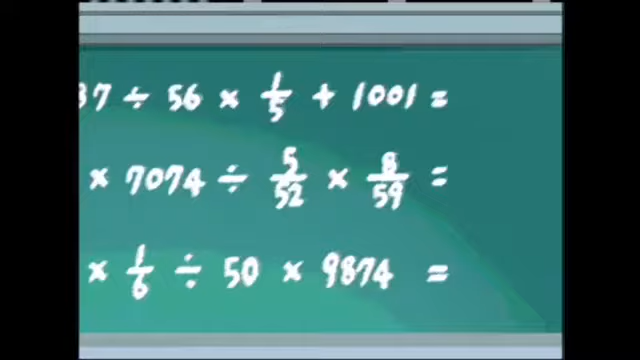 37 ÷ 56 × 1/5 + 1001 =
× 7074 ÷ 5/52 × 8/59 =
× 1/6 ÷ 50 × 9874 =